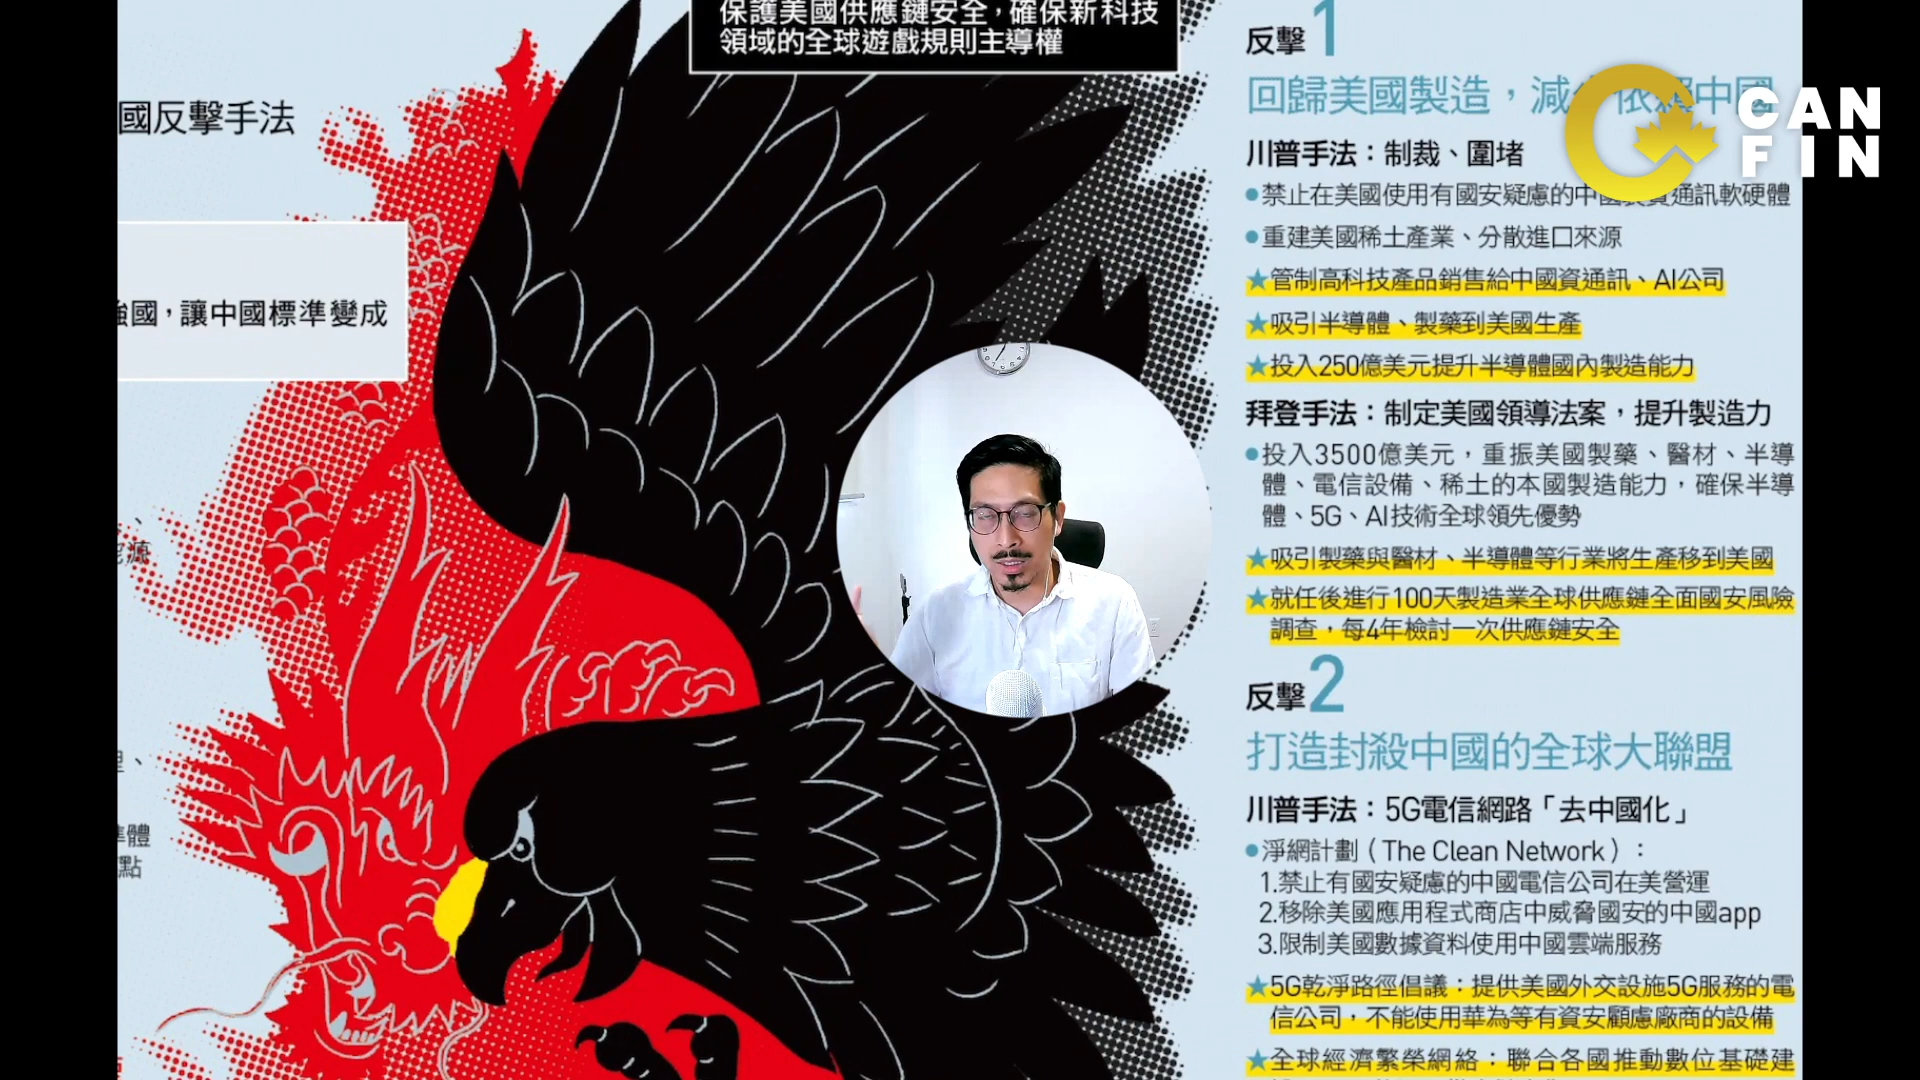 保護美國供應鏈安全,確保新科技
領域的全球遊戲規則主導權
國反擊手法
強國,讓中國標準變成
能源
準體
點
反擊1
回歸美國製造,減少依賴中國
川普手法:制裁、圍堵
●禁止在美國使用有國安疑慮的中國製資通訊軟硬體
●重建美國稀土產業、分散進口來源
★管制高科技產品銷售給中國資通訊、AI公司
★吸引半導體、製藥到美國生產
★投入250億美元提升半導體國內製造能力
拜登手法:制定美國領導法案,提升製造力
●投入3500億美元,重振美國製藥、醫材、半導
體、電信設備、稀土的本國製造能力,確保半導
體、5G、AI技術全球領先優勢
★吸引製藥與醫材、半導體等行業將生產移到美國
★就任後進行100天製造業全球供應鏈全面國安風險
調查,每4年檢討一次供應鏈安全
反擊2
打造封殺中國的全球大聯盟
川普手法:5G電信網路「去中國化」
●淨網計劃(The Clean Network):
1.禁止有國安疑慮的中國電信公司在美營運
2.移除美國應用程式商店中威脅國安的中國app
3.限制美國數據資料使用中國雲端服務
★5G乾淨路徑倡議:提供美國外交設施5G服務的電
信公司,不能使用華為等有資安顧慮廠商的設備
★全球經濟繁榮網絡:聯合各國推動數位基礎建
CAN
FIN